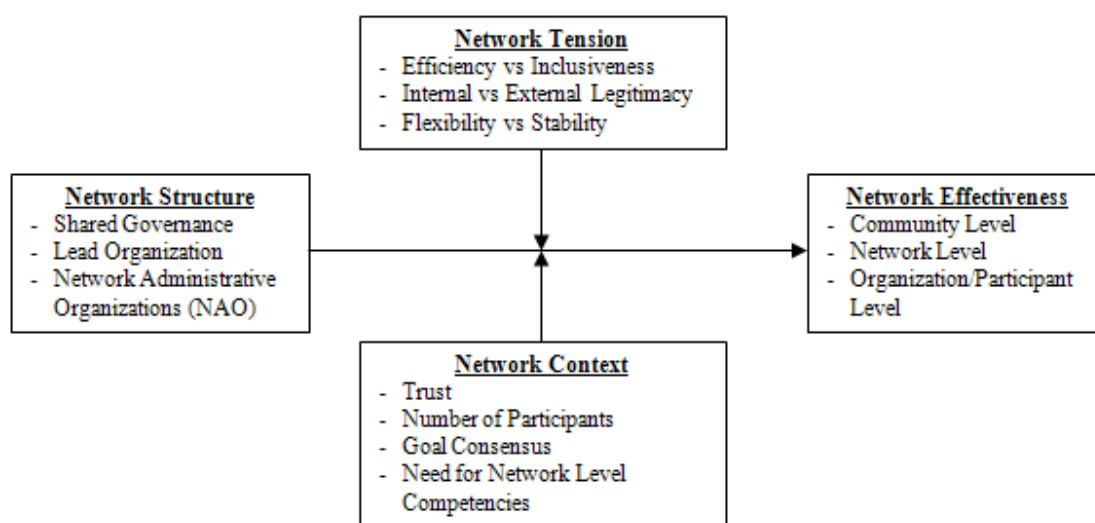 Network Tension
- Efficiency vs Inclusiveness
- Internal vs External Legitimacy
- Flexibility vs Stability
Network Structure
- Shared Governance
- Lead Organization
- Network Administrative
Organizations (NAO)
Network Effectiveness
- Community Level
- Network Level
- Organization/Participant
Level
Network Context
- Trust
- Number of Participants
- Goal Consensus
- Need for Network Level
Competencies